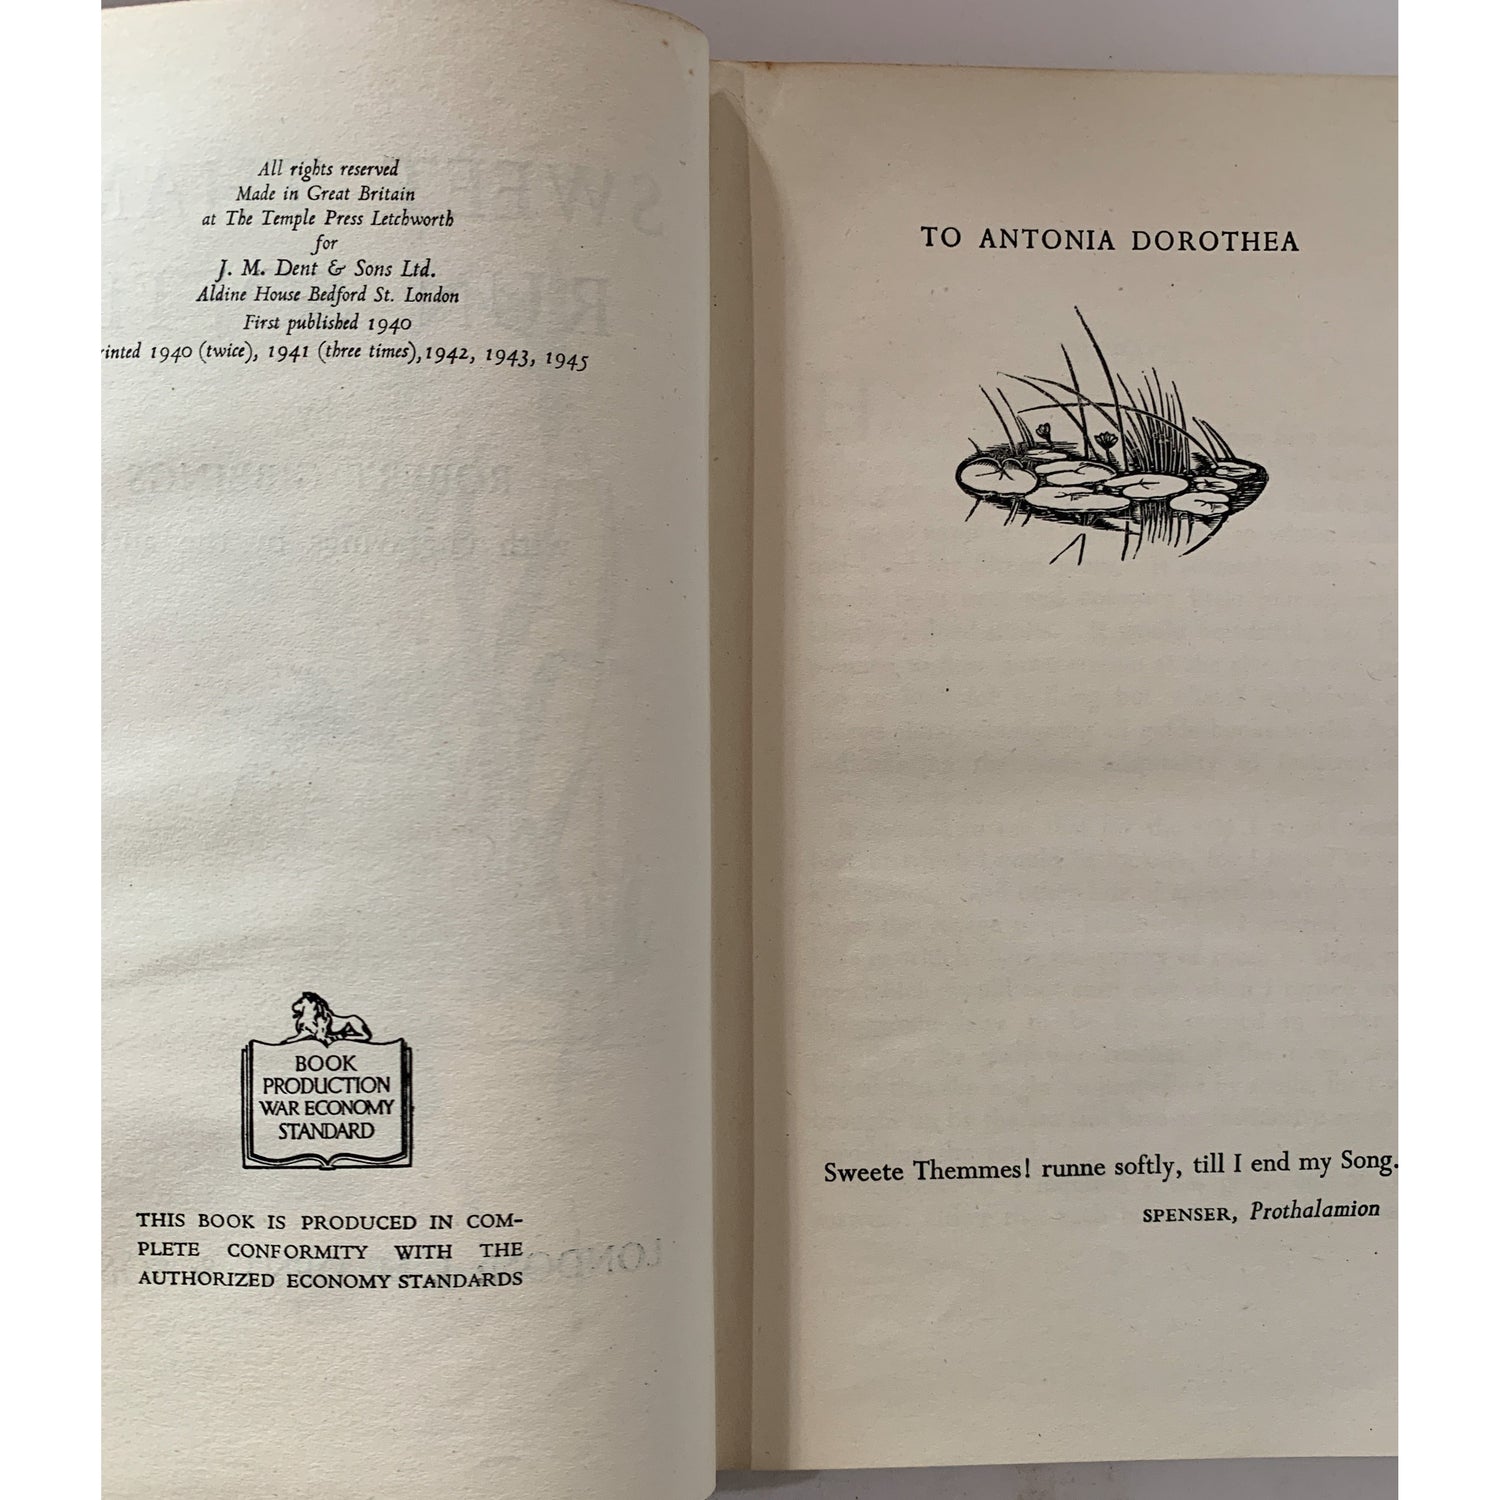 All rights reserved
Made in Great Britain
at The Temple Press Letchworth
for
J. M. Dent & Sons Ltd.
Aldine House Bedford St. London
First published 1940
1940 (twice), 1941 (three times), 1942, 1943, 1945
BOOK
PRODUCTION
WAR ECONOMY
STANDARD
THIS BOOK IS PRODUCED IN COM-
PLETE CONFORMITY WITH THE
AUTHORIZED ECONOMY STANDARDS
TO ANTONIA DOROTHEA
Sweete Themmes! runne softly, till I end my Song.
SPENSER, Prothalamion